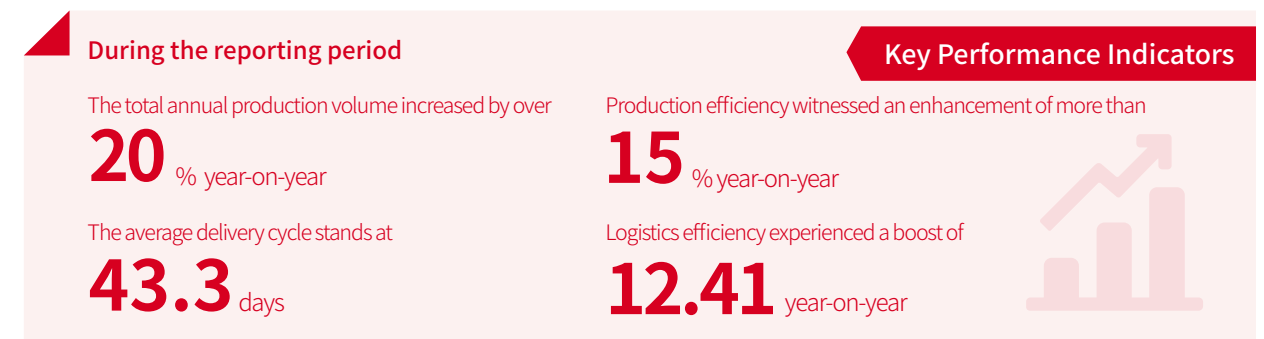 During the reporting period
Key Performance Indicators
The total annual production volume increased by over
20 % year-on-year
Production efficiency witnessed an enhancement of more than
15 % year-on-year
The average delivery cycle stands at
43.3 days
Logistics efficiency experienced a boost of
12.41 year-on-year